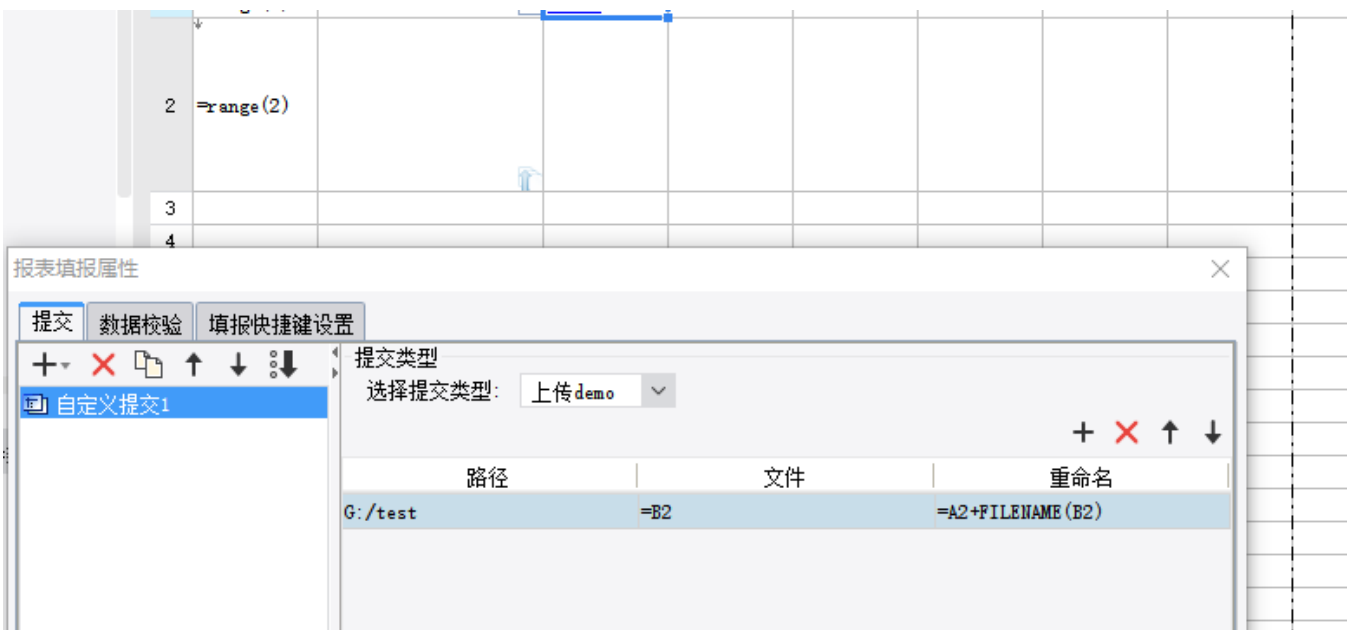 2 =range(2)
3
4
报表填报属性
提交 数据校验 填报快捷键设置
提交类型
选择提交类型: 上传demo
自定义提交1
路径 文件 重命名
G:/test =B2 =A2+FILENAME(B2)